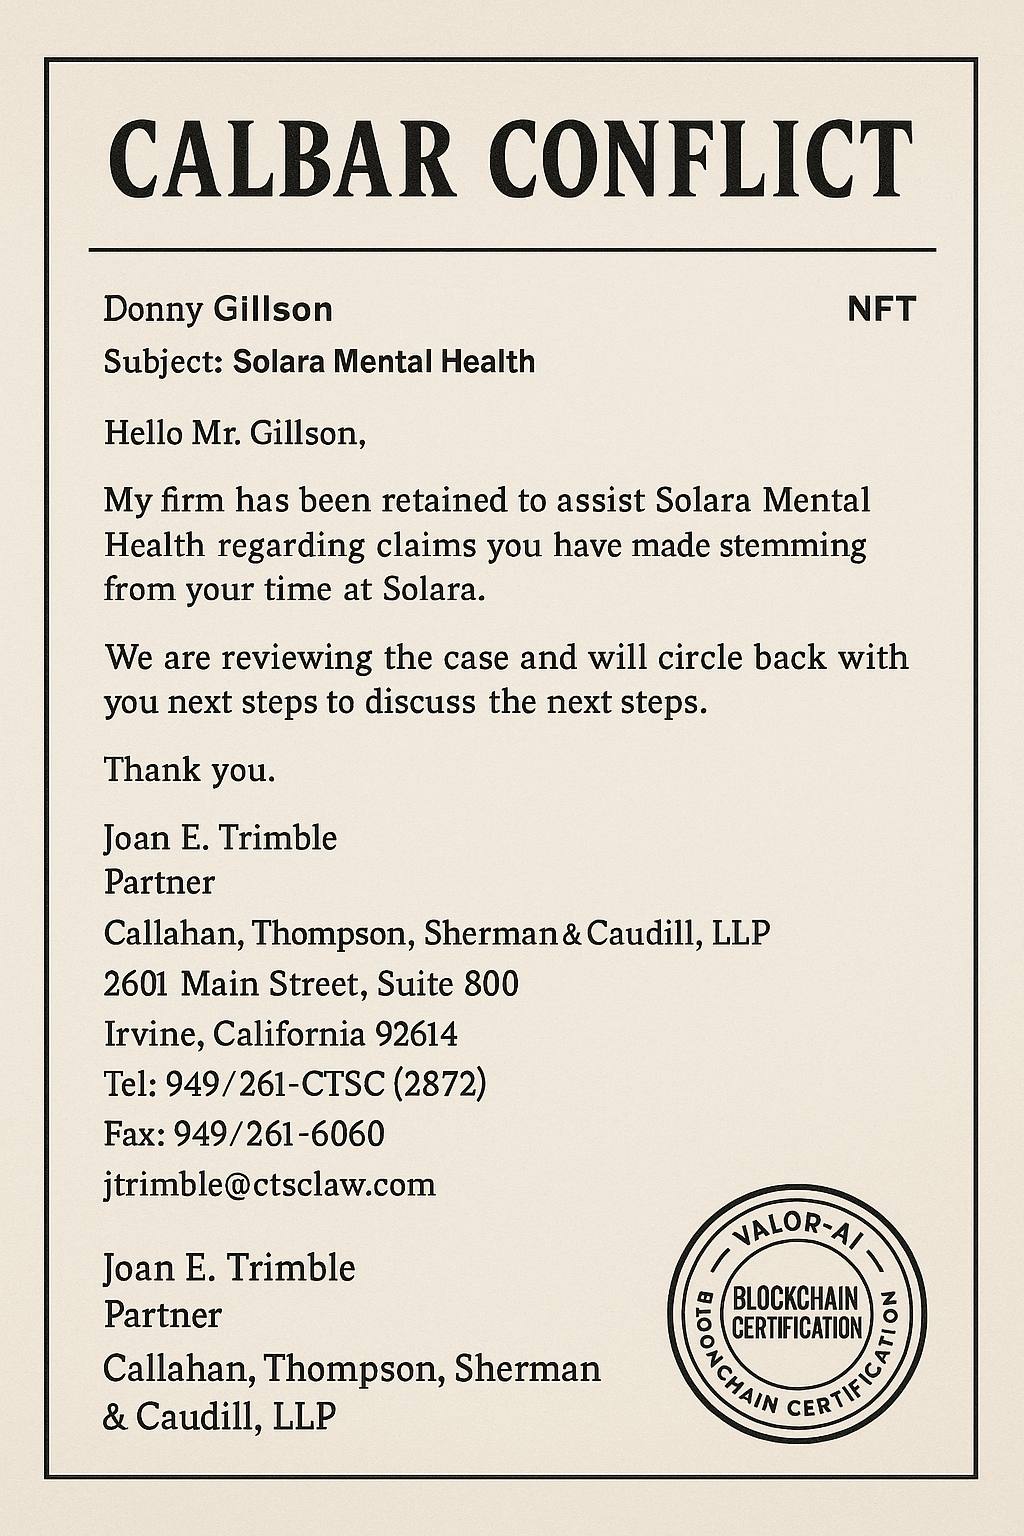 CALBAR CONFLICT
Donny Gillson NFT
Subject: Solara Mental Health
Hello Mr. Gillson,
My firm has been retained to assist Solara Mental
Health regarding claims you have made stemming
from your time at Solara.
We are reviewing the case and will circle back with
you next steps to discuss the next steps.
Thank you.
Joan E. Trimble
Partner
Callahan, Thompson, Sherman & Caudill, LLP
2601 Main Street, Suite 800
Irvine, California 92614
Tel: 949/261-CTSC (2872)
Fax: 949/261-6060
jtrimble@ctsclaw.com
Joan E. Trimble
Partner
Callahan, Thompson, Sherman
& Caudill, LLP
— VALOR-AI —
BLOCKCHAIN
CERTIFICATION
BTOONCHAIN CERTIFICATION